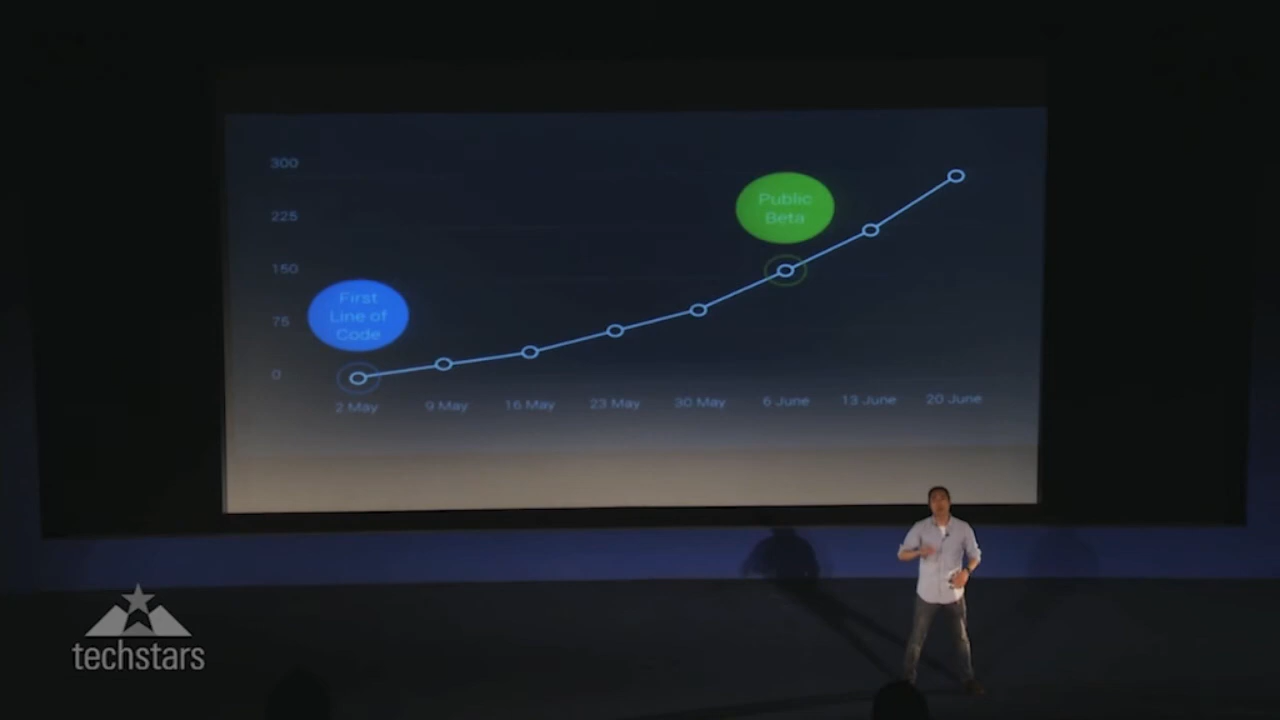 300
225
150
75
0
First
Line of
Code
Public
Beta
2 May 9 May 16 May 23 May 30 May 6 June 13 June 20 June
techstars